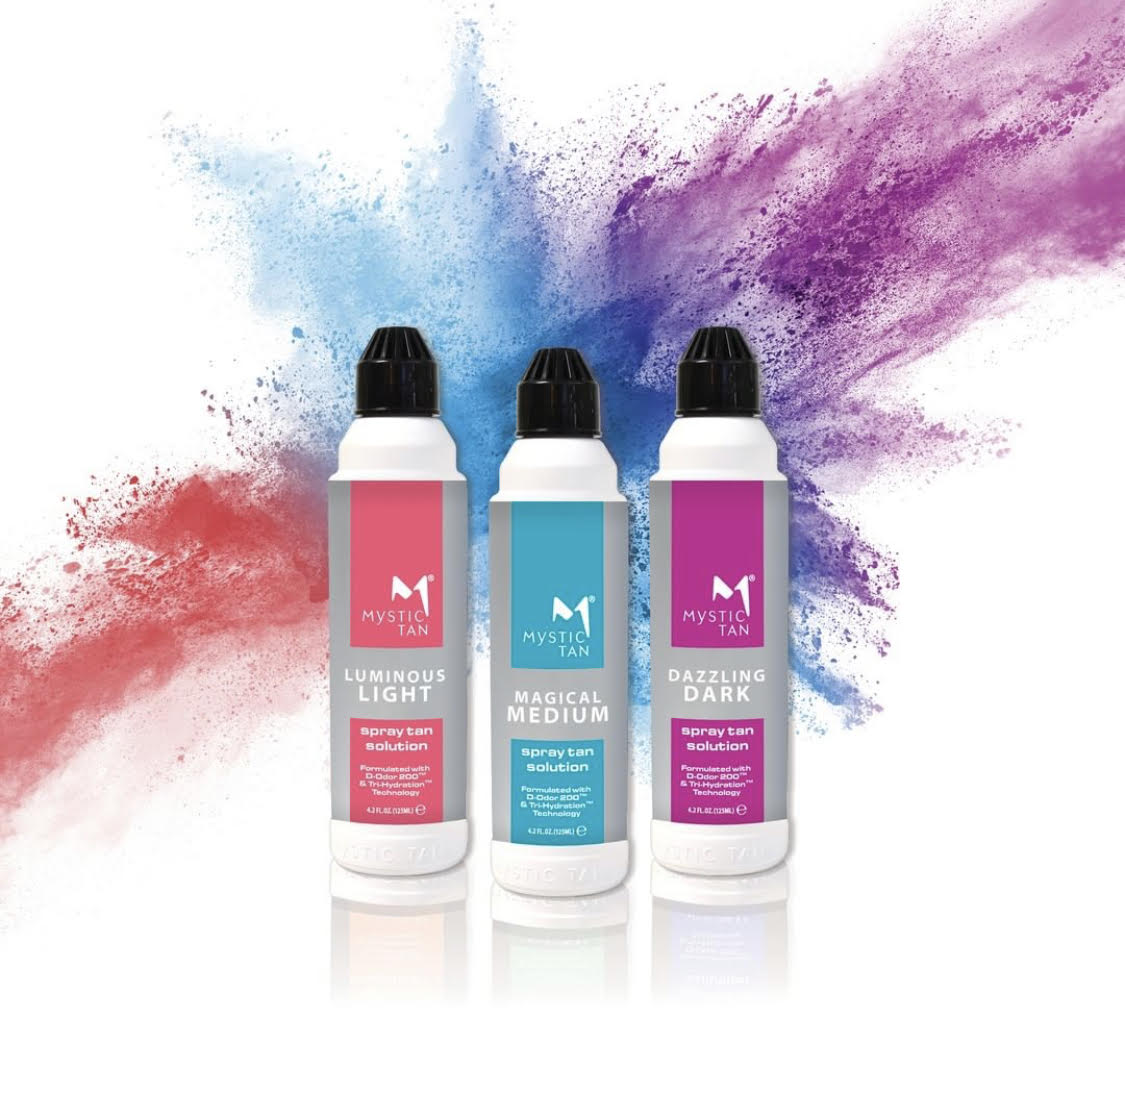 MYSTIC
TAN
LUMINOUS
LIGHT
spray tan
solution
Formulated with
D-Odor 200™
& Tri-Hydration™
Technology
4.2 FL.OZ.(125ML) ℮
MYSTIC TAN
MYSTIC
TAN
MAGICAL
MEDIUM
spray tan
solution
Formulated with
D-Odor 200™
& Tri-Hydration™
Technology
4.2 FL.OZ.(125ML) ℮
MYSTIC
TAN
DAZZLING
DARK
spray tan
solution
Formulated with
D-Odor 200™
& Tri-Hydration™
Technology
4.2 FL.OZ.(125ML) ℮